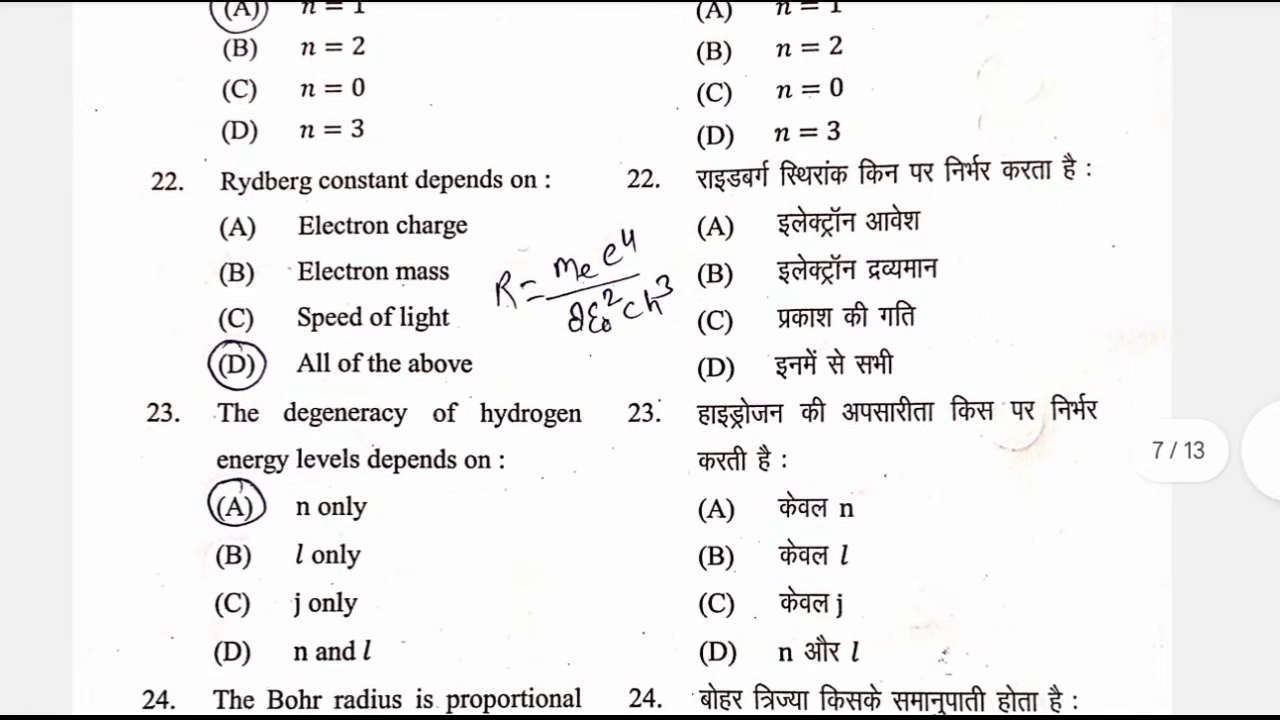 (A) n = 1
(B) n = 2
(C) n = 0
(D) n = 3
22. Rydberg constant depends on :
(A) Electron charge
(B) Electron mass
(C) Speed of light
(D) All of the above
R = me e4
8ε0 2 c h3
23. The degeneracy of hydrogen
energy levels depends on :
(A) n only
(B) l only
(C) j only
(D) n and l
24. The Bohr radius is proportional
(A) n = 1
(B) n = 2
(C) n = 0
(D) n = 3
22. राइडबर्ग स्थिरांक किन पर निर्भर करता है :
(A) इलेक्ट्रॉन आवेश
(B) इलेक्ट्रॉन द्रव्यमान
(C) प्रकाश की गति
(D) इनमें से सभी
23. हाइड्रोजन की अपसारीता किस पर निर्भर
करती है :
(A) केवल n
(B) केवल l
(C) केवल j
(D) n और l
24. बोहर त्रिज्या किसके समानुपाती होता है :
7 / 13